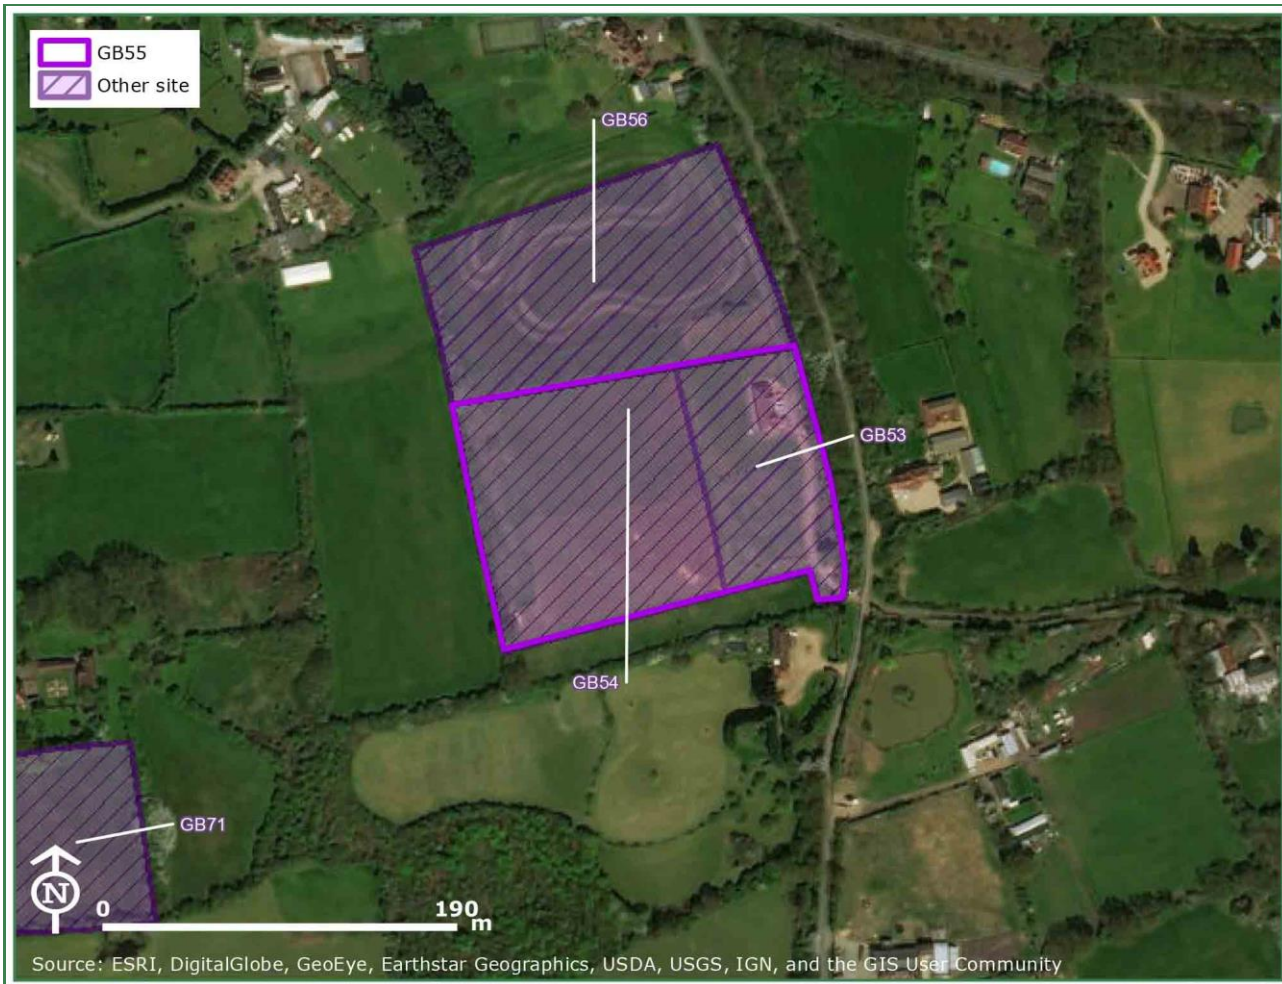 GB55
Other site
GB56
GB53
GB54
GB71
N
0
190
m
Source: ESRI, DigitalGlobe, GeoEye, Earthstar Geographics, USDA, USGS, IGN, and the GIS User Community